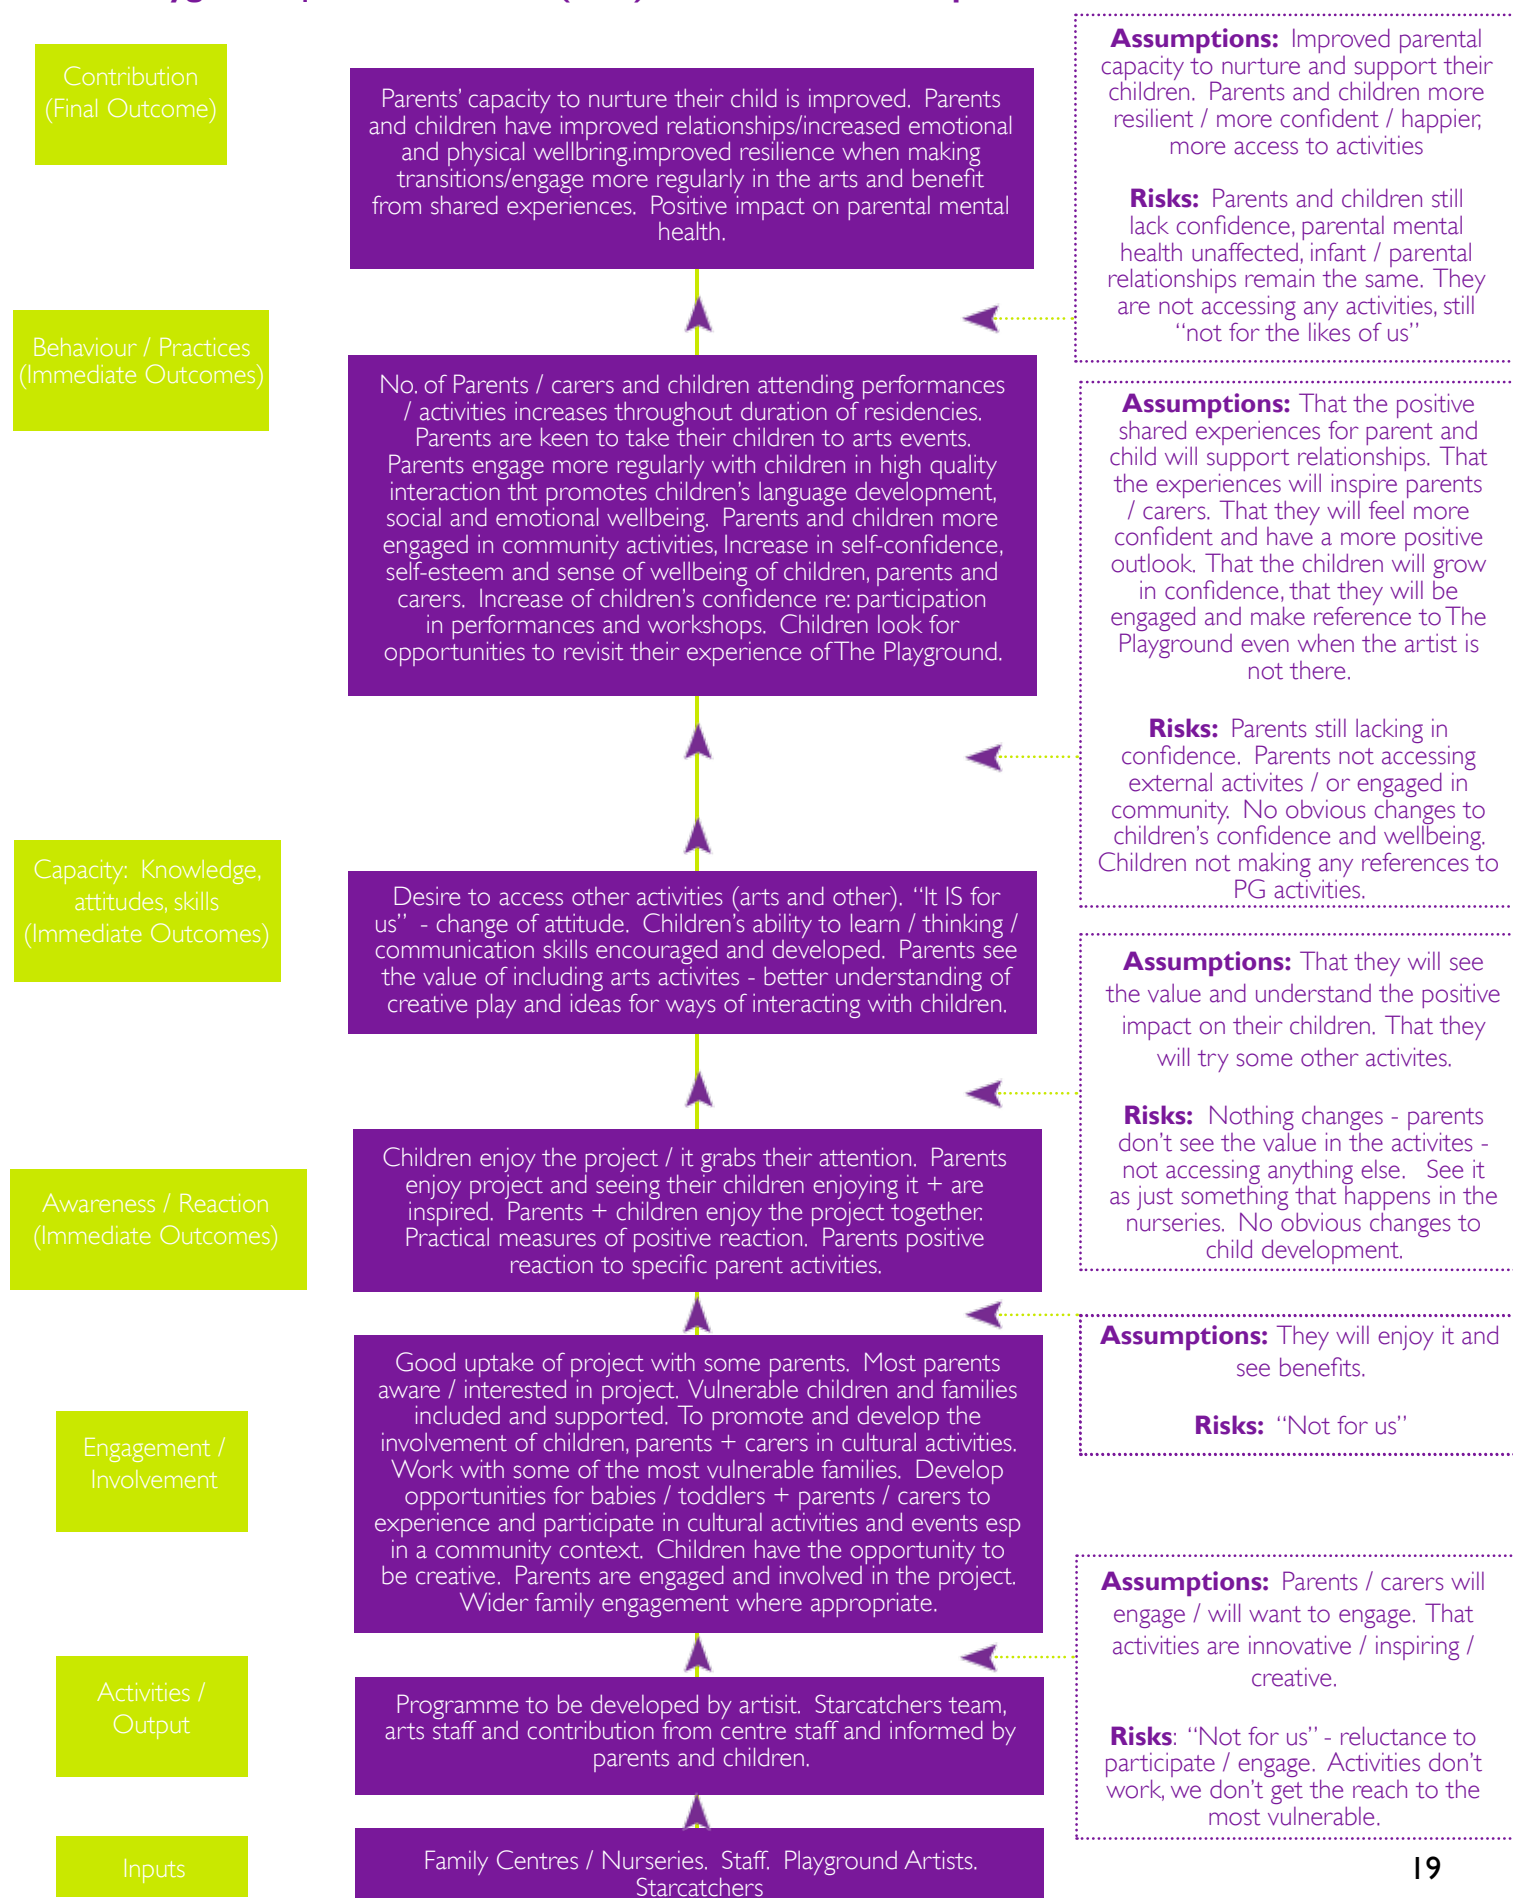 Contribution
(Final Outcome)
Parents' capacity to nurture their child is improved.  Parents
and children have improved relationships/increased emotional
and physical wellbring.improved resilience when making
transitions/engage more regularly in the arts and benefit
from shared experiences.  Positive impact on parental mental
health.
Assumptions:  Improved parental
capacity to nurture and support their
children.  Parents and children more
resilient / more confident / happier,
more access to activities
Risks:  Parents and children still
lack confidence, parental mental
health unaffected, infant / parental
relationships remain the same.  They
are not accessing any activities, still
“not for the likes of us”
Behaviour / Practices
(Immediate Outcomes)
No. of Parents / carers and children attending performances
/ activities increases throughout duration of residencies.
Parents are keen to take their children to arts events.
Parents engage more regularly with children in high quality
interaction tht promotes children's language development,
social and emotional wellbeing.  Parents and children more
engaged in community activities, Increase in self-confidence,
self-esteem and sense of wellbeing of children, parents and
carers.  Increase of children's confidence re: participation
in performances and workshops.  Children look for
opportunities to revisit their experience of The Playground.
Assumptions: That the positive
shared experiences for parent and
child will support relationships.  That
the experiences will inspire parents
/ carers. That they will feel more
confident and have a more positive
outlook. That the children will grow
in confidence, that they will be
engaged and make reference to The
Playground even when the artist is
not there.
Risks:  Parents still lacking in
confidence.  Parents not accessing
external activites / or engaged in
community.  No obvious changes to
children's confidence and wellbeing.
Children not making any references to
PG activities.
Capacity:  Knowledge,
attitudes, skills
(Immediate Outcomes)
Desire to access other activities (arts and other).  “It IS for
us”  - change of attitude.  Children's ability to learn / thinking /
communication skills encouraged and developed.  Parents see
the value of including arts activites - better understanding of
creative play and ideas for ways of interacting with children.
Assumptions: That they will see
the value and understand the positive
impact on their children. That they
will try some other activites.
Risks:  Nothing changes - parents
don't see the value in the activites -
not accessing anything else.   See it
as just something that happens in the
nurseries.  No obvious changes to
child development.
Awareness / Reaction
(Immediate Outcomes)
Children enjoy the project / it grabs their attention.  Parents
enjoy project and seeing their children enjoying it + are
inspired.  Parents + children enjoy the project together.
Practical measures of positive reaction.  Parents positive
reaction to specific parent activities.
Assumptions: They will enjoy it and
see benefits.
Risks:  “Not for us”
Engagement /
Involvement
Good uptake of project with some parents.  Most parents
aware / interested in project. Vulnerable children and families
included and supported. To promote and develop the
involvement of children, parents + carers in cultural activities.
Work with some of the most vulnerable families.  Develop
opportunities for babies / toddlers + parents / carers to
experience and participate in cultural activities and events esp
in a community context.  Children have the opportunity to
be creative.  Parents are engaged and involved in the project.
Wider family engagement where appropriate.
Assumptions:  Parents / carers will
engage / will want to engage.  That
activities are innovative / inspiring /
creative.
Risks:  “Not for us” - reluctance to
participate / engage.  Activities don't
work, we don't get the reach to the
most vulnerable.
Activities /
Output
Programme to be developed by artisit.  Starcatchers team,
arts staff and contribution from centre staff and informed by
parents and children.
Inputs
Family Centres / Nurseries.  Staff.  Playground Artists.
Starcatchers
19